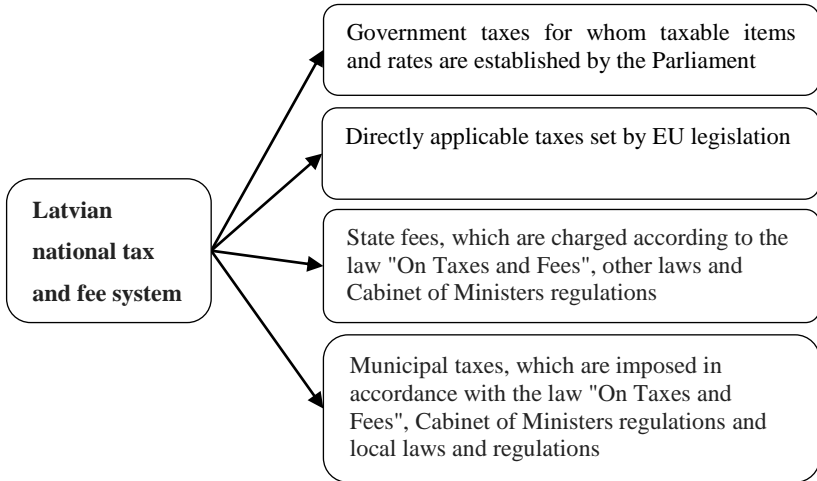 Government taxes for whom taxable items
and rates are established by the Parliament
Directly applicable taxes set by EU legislation
Latvian
national tax
and fee system
State fees, which are charged according to the
law "On Taxes and Fees", other laws and
Cabinet of Ministers regulations
Municipal taxes, which are imposed in
accordance with the law "On Taxes and
Fees", Cabinet of Ministers regulations and
local laws and regulations